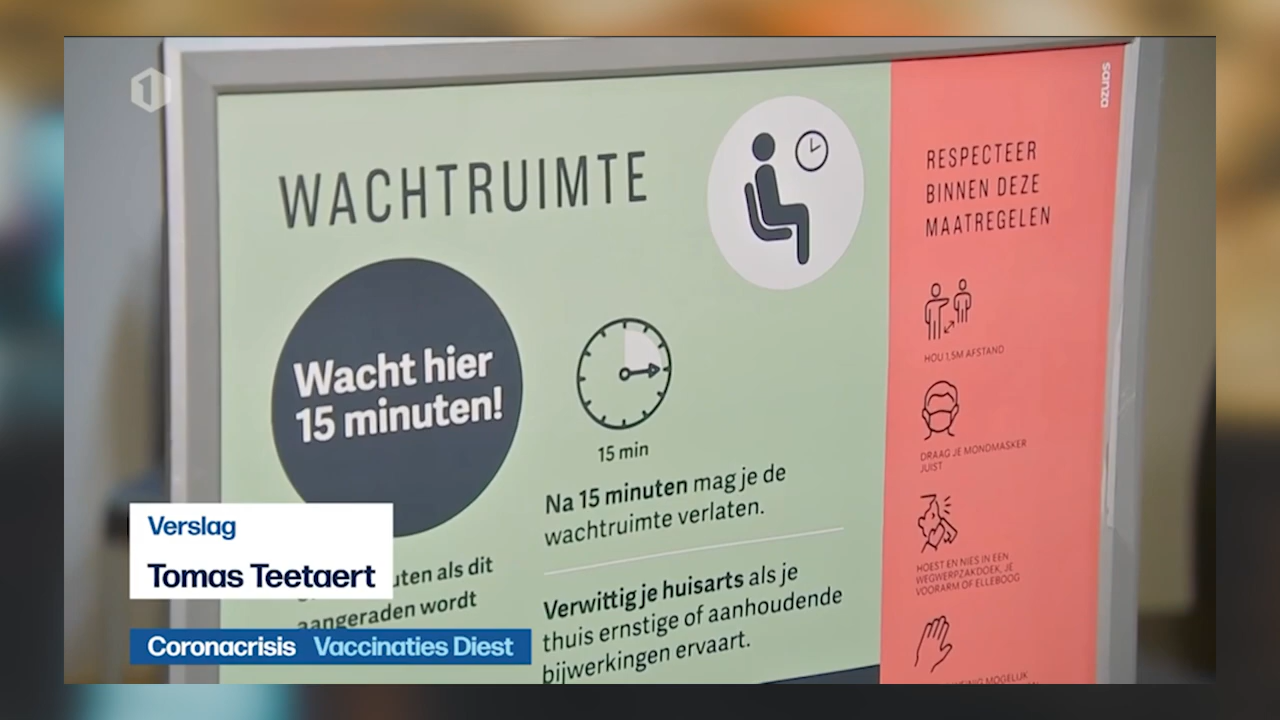 1
WACHTRUIMTE
Wacht hier
15 minuten!
15 min
Na 15 minuten mag je de
wachtruimte verlaten.
als dit
aangeraden wordt
Verwittig je huisarts als je
thuis ernstige of aanhoudende
bijwerkingen ervaart.
sanza
RESPECTEER
BINNEN DEZE
MAATREGELEN
HOU 1,5M AFSTAND
DRAAG JE MONDMASKER
JUIST
HOEST EN NIES IN EEN
WEGWERPZAKDOEK, JE
VOORARM OF ELLEBOOG
MOGELIJK
Verslag
Tomas Teetaert
Coronacrisis Vaccinaties Diest